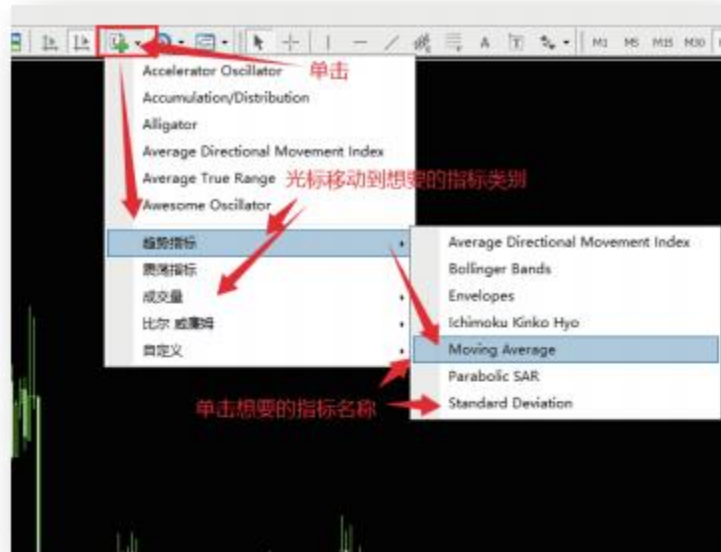 A
T
M1
M5
M15
M30
单击
Accelerator Oscillator
Accumulation/Distribution
Alligator
Average Directional Movement Index
Average True Range
Awesome Oscillator
光标移动到想要的指标类别
趋势指标
震荡指标
成交量
比尔 威廉姆
自定义
Average Directional Movement Index
Bollinger Bands
Envelopes
Ichimoku Kinko Hyo
Moving Average
Parabolic SAR
Standard Deviation
单击想要的指标名称